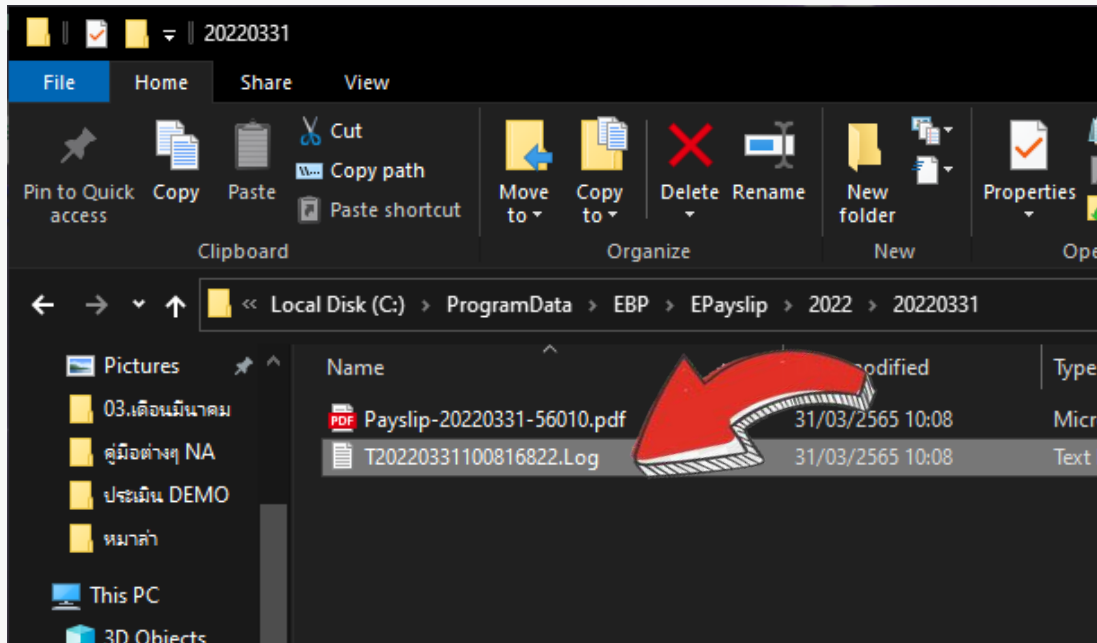 20220331
File Home Share View
Pin to Quick access
Copy
Paste
Cut
Copy path
Paste shortcut
Move to
Copy to
Delete
Rename
New folder
Properties
Clipboard
Organize
New
Ope
« Local Disk (C:) › ProgramData › EBP › EPayslip › 2022 › 20220331
Pictures
03.เดือนมีนาคม
คู่มือต่างๆ NA
ประเมิน DEMO
หมาล่า
This PC
3D Objects
Name
odified
Type
PDF Payslip-20220331-56010.pdf 31/03/2565 10:08 Micr
T20220331100816822.Log 31/03/2565 10:08 Text